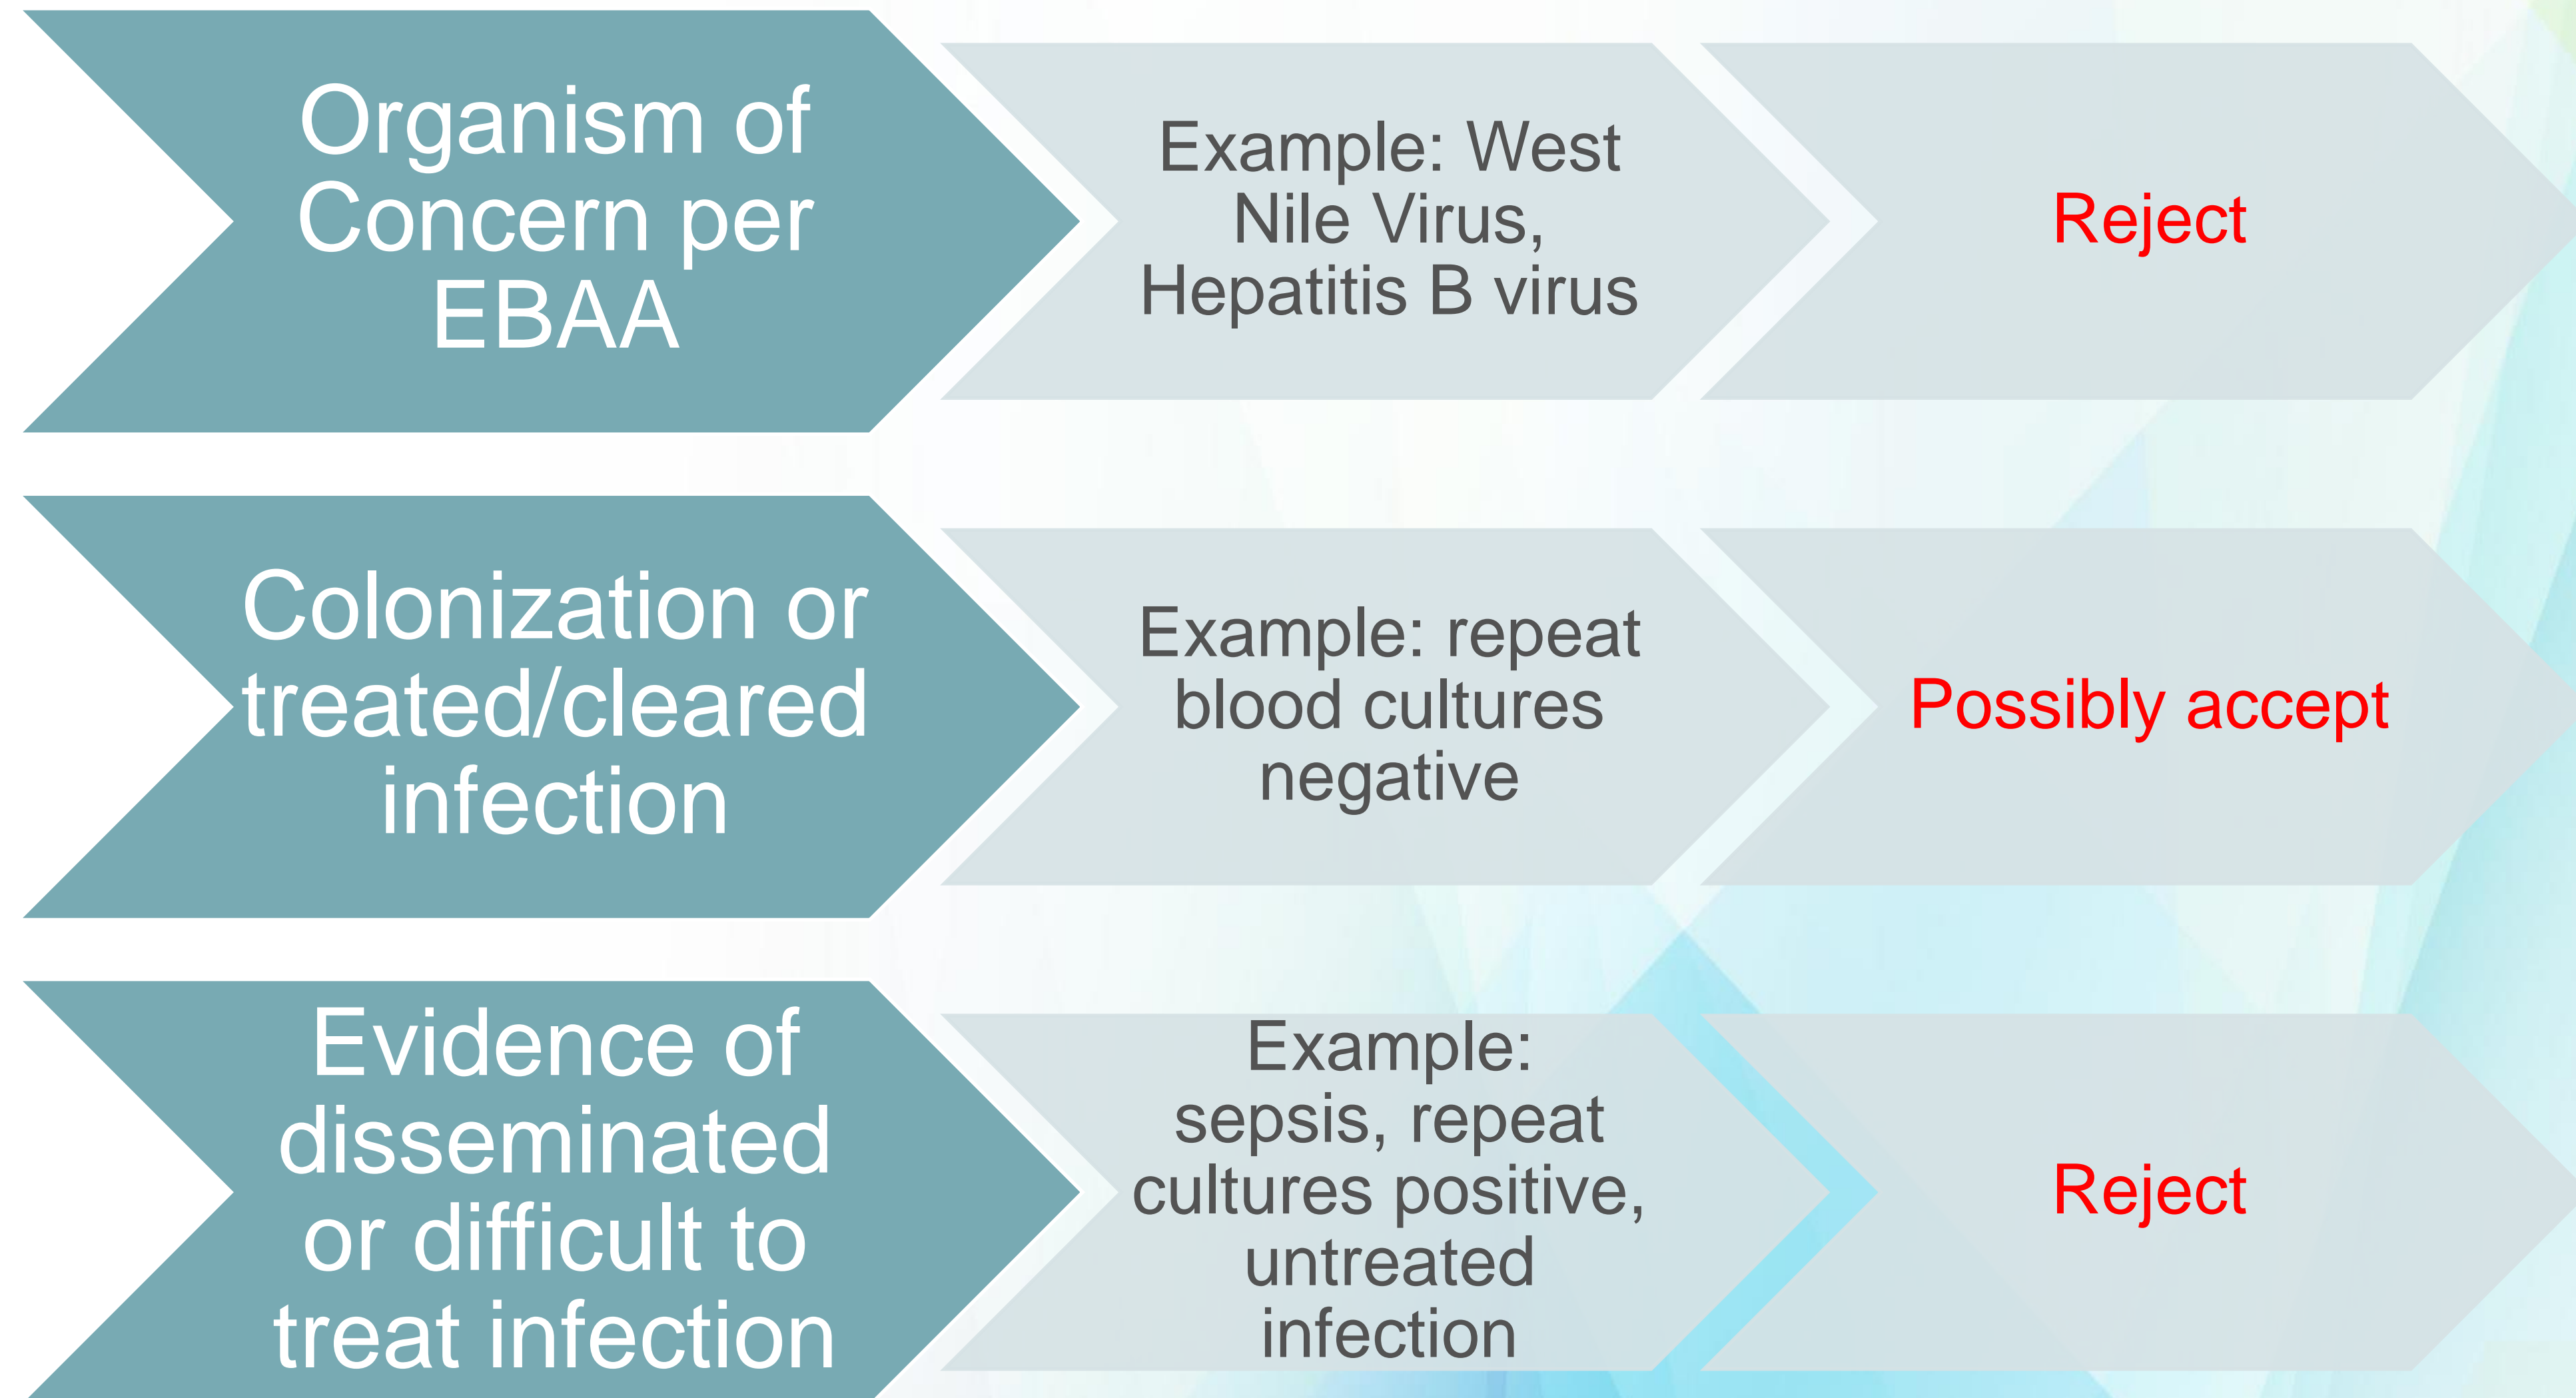 Organism of
Concern per
EBAA
Example: West
Nile Virus,
Hepatitis B virus
Reject
Colonization or
treated/cleared
infection
Example: repeat
blood cultures
negative
Possibly accept
Evidence of
disseminated
or difficult to
treat infection
Example:
sepsis, repeat
cultures positive,
untreated
infection
Reject